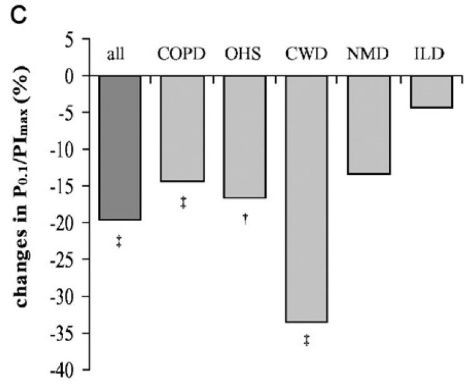 C
changes in P0.1/PImax (%)
5
0
-5
-10
-15
-20
-25
-30
-35
-40
all COPD OHS CWD NMD ILD
‡ ‡ † ‡